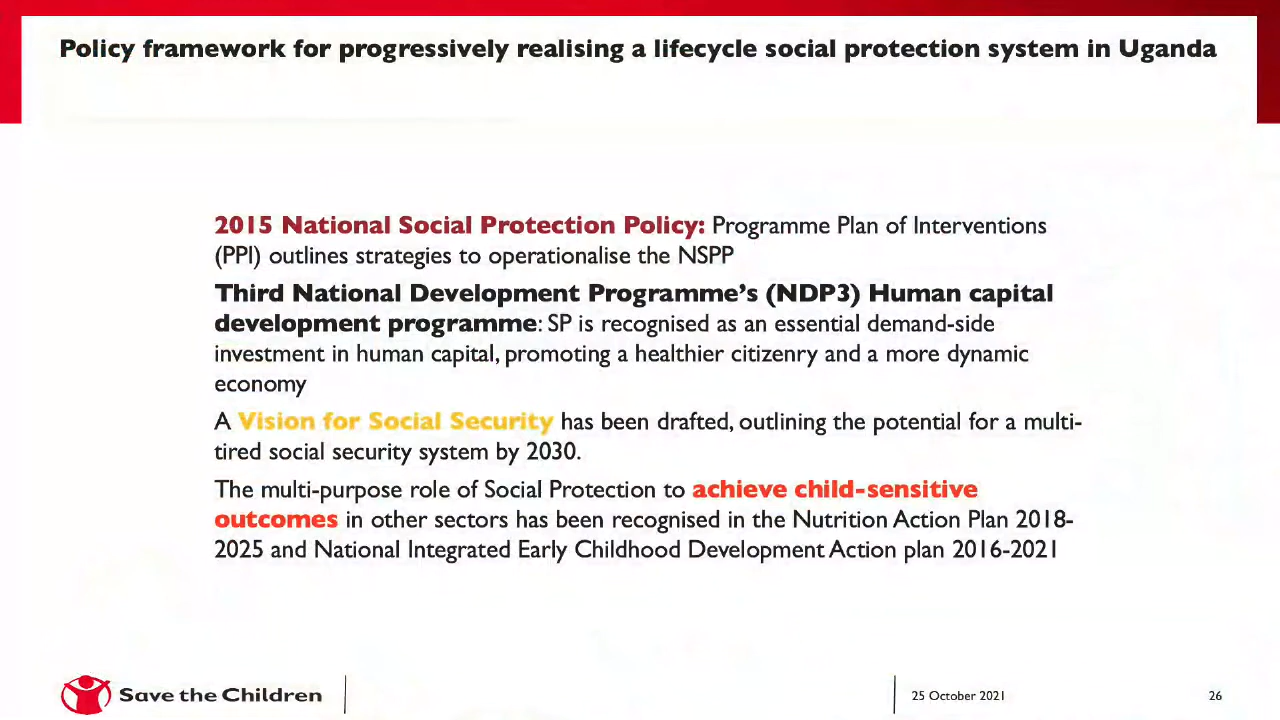 Policy framework for progressively realising a lifecycle social protection system in Uganda
2015 National Social Protection Policy: Programme Plan of Interventions
(PPI) outlines strategies to operationalise the NSPP
Third National Development Programme's (NDP3) Human capital
development programme: SP is recognised as an essential demand-side
investment in human capital, promoting a healthier citizenry and a more dynamic
economy
A Vision for Social Security has been drafted, outlining the potential for a multi-
tired social security system by 2030.
The multi-purpose role of Social Protection to achieve child-sensitive
outcomes in other sectors has been recognised in the Nutrition Action Plan 2018-
2025 and National Integrated Early Childhood Development Action plan 2016-2021
Save the Children
25 October 2021
26